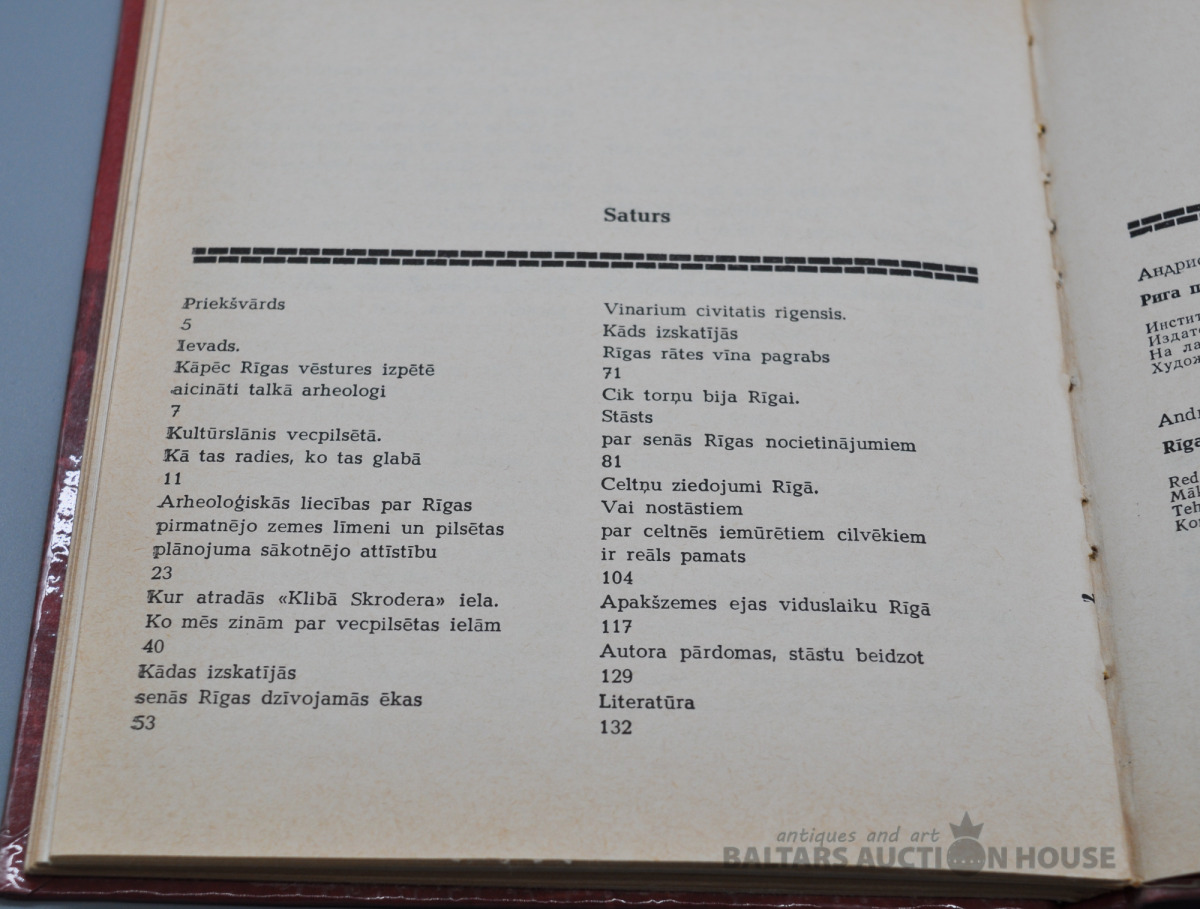 Saturs
Priekšvārds
5
Ievads.
Kāpēc Rīgas vēstures izpētē
aicināti talkā arheologi
7
Kultūrslānis vecpilsētā.
Kā tas radies, ko tas glabā
11
Arheoloģiskās liecības par Rīgas
pirmatnējo zemes līmeni un pilsētas
plānojuma sākotnējo attīstību
23
Kur atradās «Klibā Skrodera» iela.
Ko mēs zinām par vecpilsētas ielām
40
Kādas izskatījās
senās Rīgas dzīvojamās ēkas
53
Vinarium civitatis rigensis.
Kāds izskatījās
Rīgas rātes vīna pagrabs
71
Cik torņu bija Rīgai.
Stāsts
par senās Rīgas nocietinājumiem
81
Celtņu ziedojumi Rīgā.
Vai nostāstiem
par celtnēs iemūrētiem cilvēkiem
ir reāls pamats
104
Apakšzemes ejas viduslaiku Rīgā
117
Autora pārdomas, stāstu beidzot
129
Literatūra
132
Рига
На
antiques and art
BALTARS AUCTION HOUSE